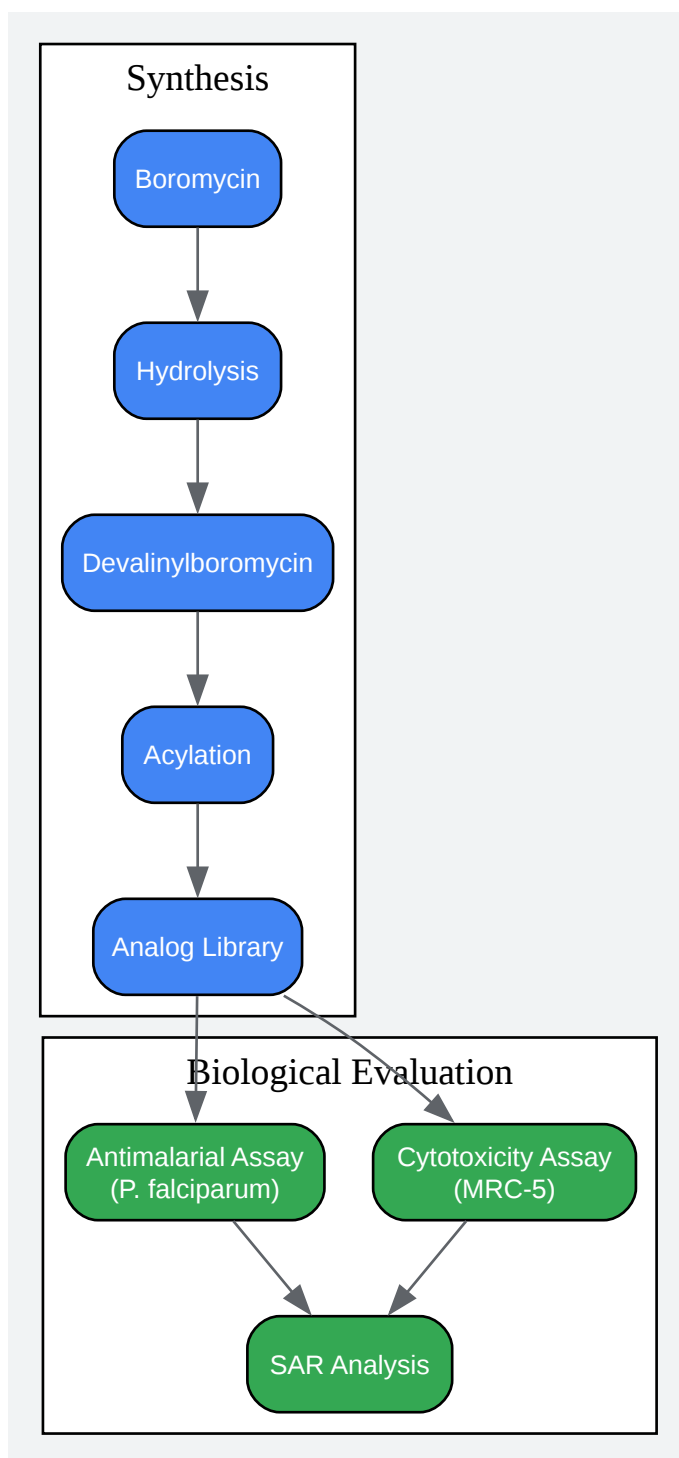 Synthesis
Boromycin
Hydrolysis
Devalinylboromycin
Acylation
Analog Library
Biological Evaluation
Antimalarial Assay
(P. falciparum)
Cytotoxicity Assay
(MRC-5)
SAR Analysis